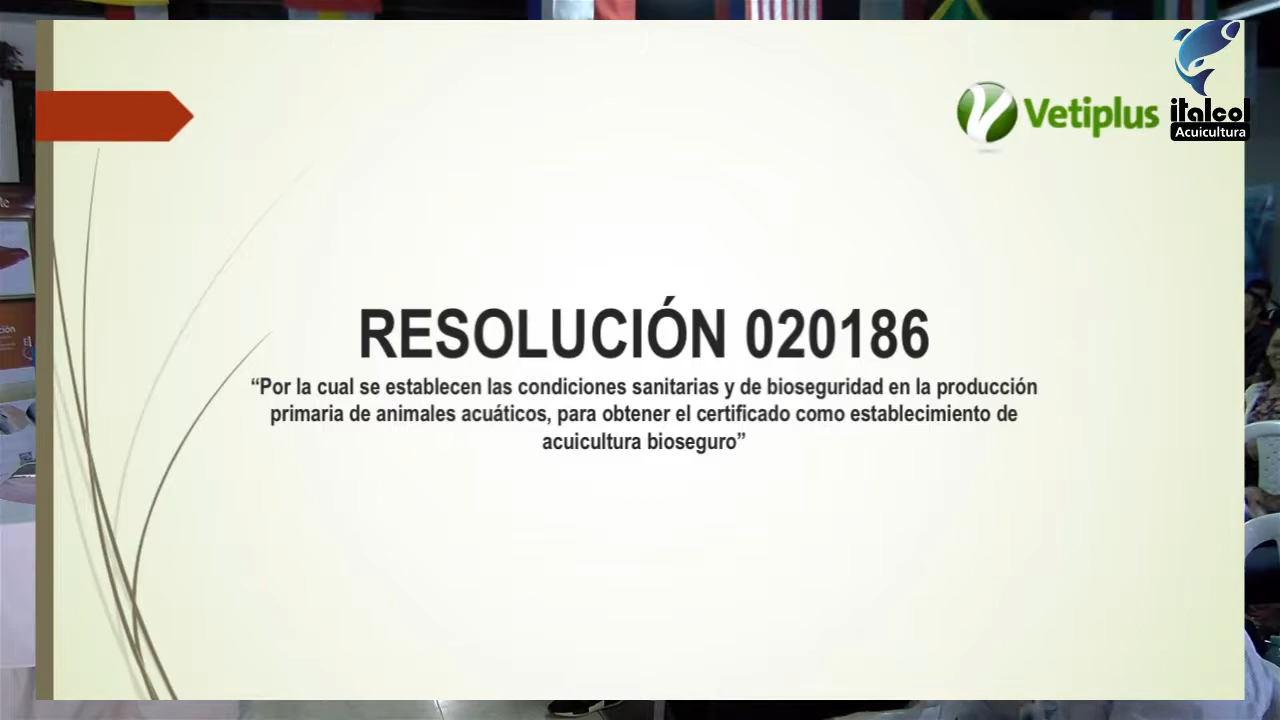 Vetiplus
italcol
Acuicultura
RESOLUCIÓN 020186
“Por la cual se establecen las condiciones sanitarias y de bioseguridad en la producción
primaria de animales acuáticos, para obtener el certificado como establecimiento de
acuicultura bioseguro”